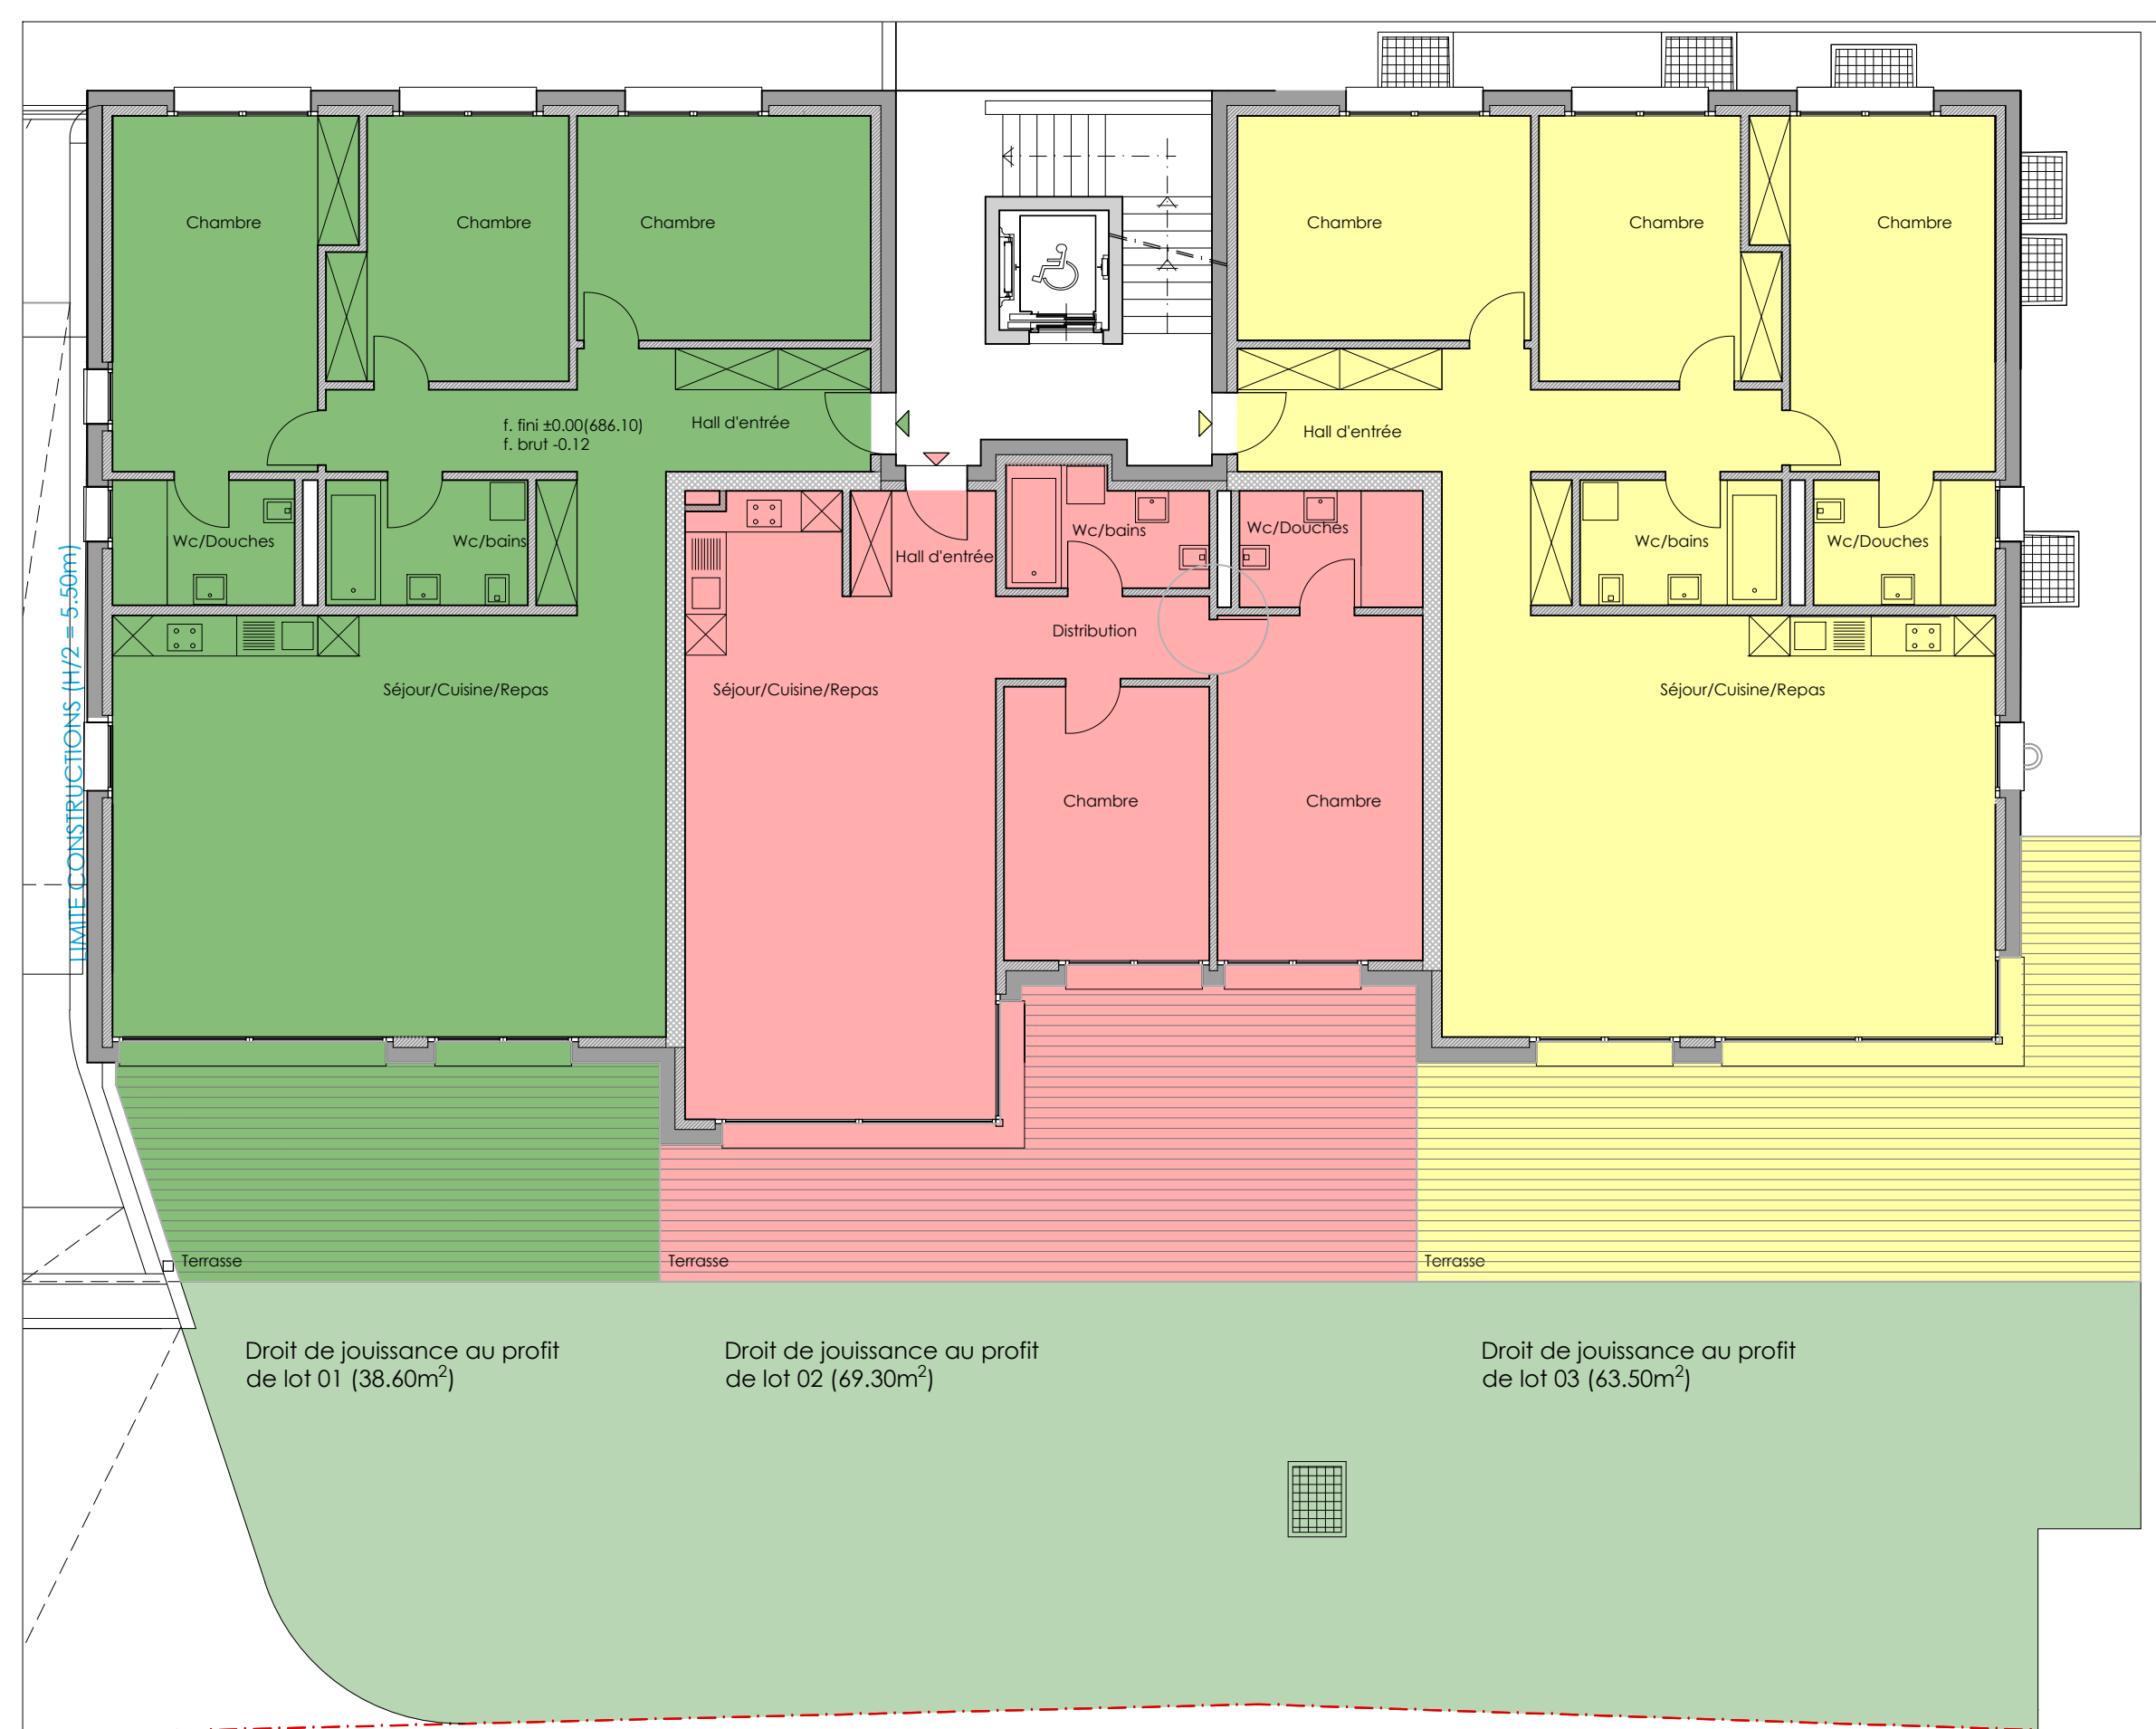 Chambre
Chambre
Chambre
Chambre
Chambre
Chambre
f. fini ±0.00(686.10)
f. brut -0.12
Hall d'entrée
Hall d'entrée
Wc/Douches
Wc/bains
Hall d'entrée
Wc/bains
Wc/Douches
Wc/bains
Wc/Douches
Distribution
Séjour/Cuisine/Repas
Séjour/Cuisine/Repas
Séjour/Cuisine/Repas
LIMITE CONSTRUCTIONS (H/2 = 5.50m)
Chambre
Chambre
Terrasse
Terrasse
Terrasse
Droit de jouissance au profit
de lot 01 (38.60m²)
Droit de jouissance au profit
de lot 02 (69.30m²)
Droit de jouissance au profit
de lot 03 (63.50m²)